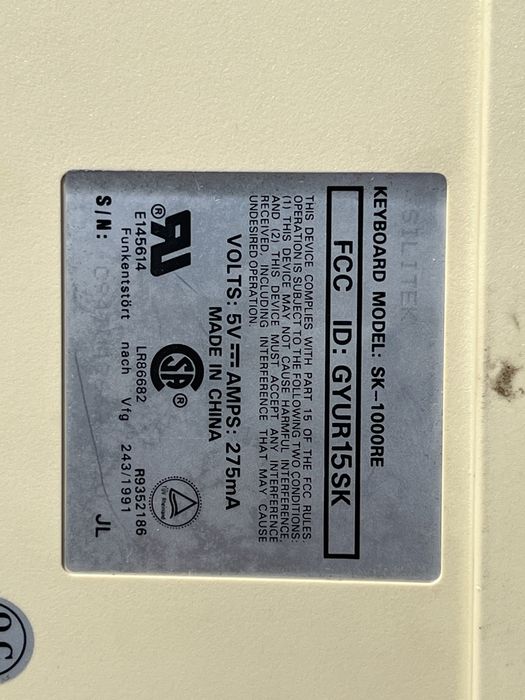 SILITEK
KEYBOARD MODEL: SK-1000RE
FCC ID: GYUR15SK
THIS DEVICE COMPLIES WITH PART 15 OF THE FCC RULES.
OPERATION IS SUBJECT TO THE FOLLOWING TWO CONDITIONS:
(1) THIS DEVICE MAY NOT CAUSE HARMFUL INTERFERENCE,
AND (2) THIS DEVICE MUST ACCEPT ANY INTERFERENCE
RECEIVED, INCLUDING INTERFERENCE THAT MAY CAUSE
UNDESIRED OPERATION.
VOLTS: 5V AMPS: 275mA
MADE IN CHINA
E145614 LR86682 R9352186
Funkentstört nach Vfg 243/1991
S/N: JL